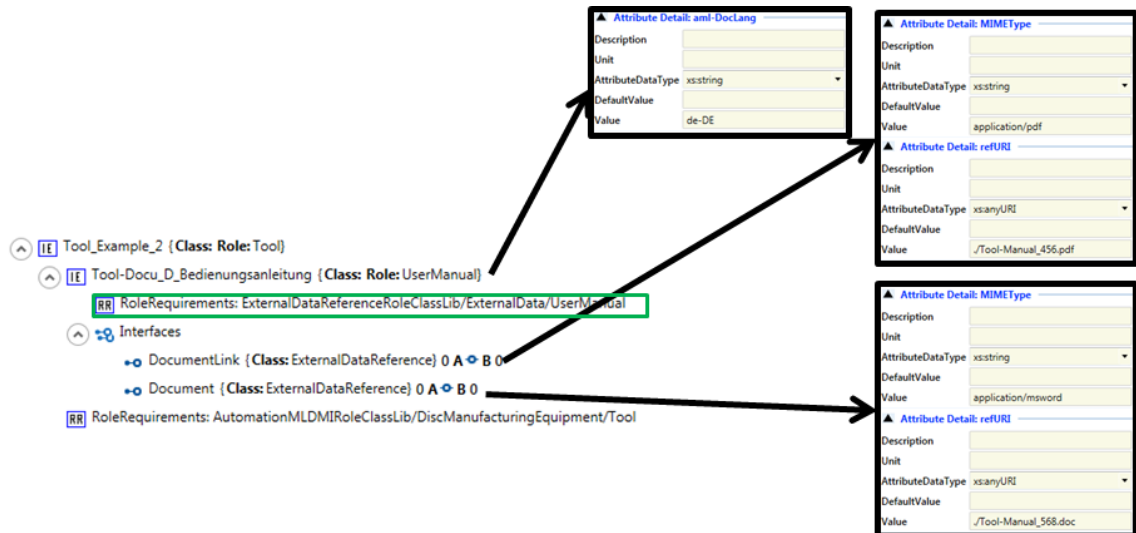 Tool_Example_2 {Class: Role: Tool}
Tool-Docu_D_Bedienungsanleitung {Class: Role: UserManual}
RoleRequirements: ExternalDataReferenceRoleClassLib/ExternalData/UserManual
Interfaces
DocumentLink {Class: ExternalDataReference} 0 A B 0
Document {Class: ExternalDataReference} 0 A B 0
RoleRequirements: AutomationMLDMIRoleClassLib/DiscManufacturingEquipment/Tool
IE
IE
RR
RR
Attribute Detail: aml-DocLang
Description
Unit
AttributeDataType xs:string
DefaultValue
Value de-DE
Attribute Detail: MIMEType
Description
Unit
AttributeDataType xs:string
DefaultValue
Value application/pdf
Attribute Detail: refURI
Description
Unit
AttributeDataType xs:anyURI
DefaultValue
Value ./Tool-Manual_456.pdf
Attribute Detail: MIMEType
Description
Unit
AttributeDataType xs:string
DefaultValue
Value application/msword
Attribute Detail: refURI
Description
Unit
AttributeDataType xs:anyURI
DefaultValue
Value ./Tool-Manual_568.doc